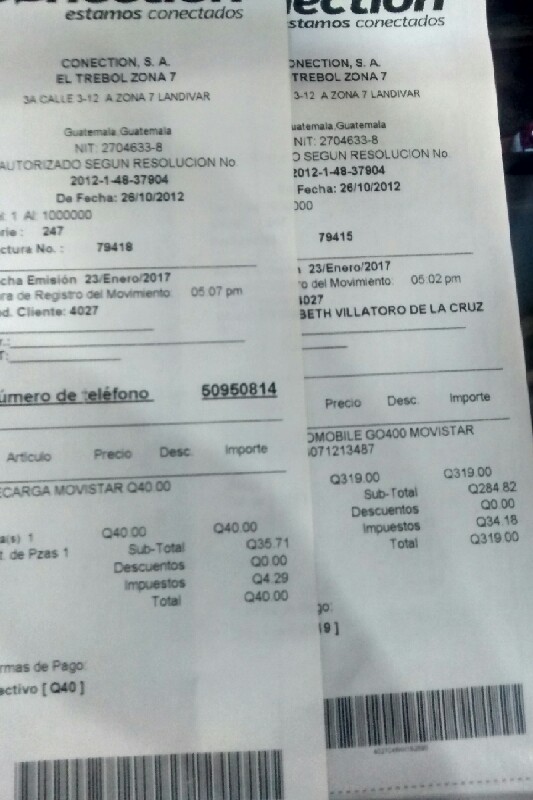 estamos conectados
CONECTION, S. A.
EL TREBOL ZONA 7
3A CALLE 3-12 A ZONA 7 LANDIVAR
Guatemala,Guatemala
NIT: 2704633-8
AUTORIZADO SEGUN RESOLUCION No.
2012-1-48-37904
De Fecha: 26/10/2012
1 Al: 1000000
rie : 247
ctura No. : 79418
cha Emisión 23/Enero/2017
ra de Registro del Movimiento: 05:07 pm
d. Cliente: 4027
úmero de teléfono 50950814
Articulo Precio Desc. Importe
ECARGA MOVISTAR Q40.00
a(s) 1 Q40.00 Q40.00
t. de Pzas 1 Sub-Total Q35.71
Descuentos Q0.00
Impuestos Q4.29
Total Q40.00
rmas de Pago:
activo [ Q40 ]
nection
estamos conectados
ONECTION, S. A.
TREBOL ZONA 7
3-12 A ZONA 7 LANDIVAR
uatemala,Guatemala
NIT: 2704633-8
O SEGUN RESOLUCION No.
2012-1-48-37904
Fecha: 26/10/2012
000
79415
23/Enero/2017
o del Movimiento: 05:02 pm
4027
BETH VILLATORO DE LA CRUZ
Precio Desc. Importe
OMOBILE GO400 MOVISTAR
6071213487
Q319.00 Q319.00
Sub-Total Q284.82
Descuentos Q0.00
Impuestos Q34.18
Total Q319.00
go:
19 ]